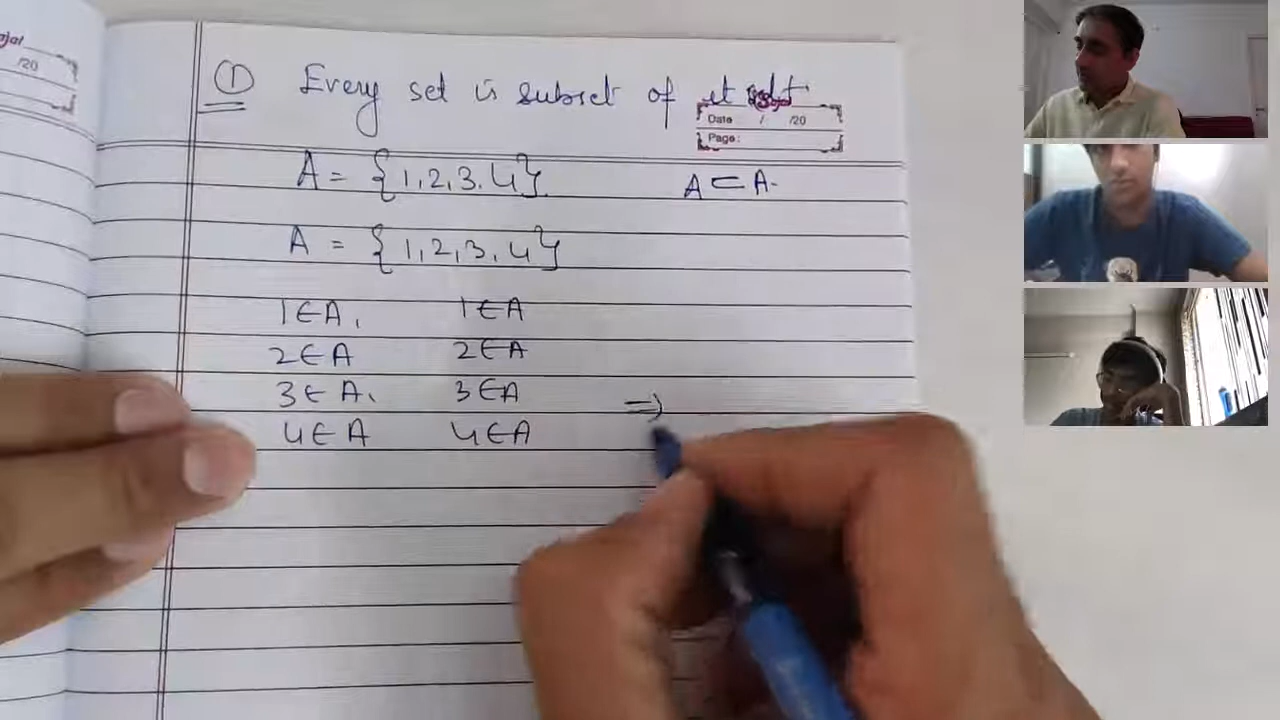 /20
① Every set is subset of
Date / /20
Page:
A = {1,2,3,4}. A ⊂ A.
A = {1,2,3,4}
1∈A, 1∈A
2∈A 2∈A
3∈A, 3∈A
4∈A 4∈A
⇒